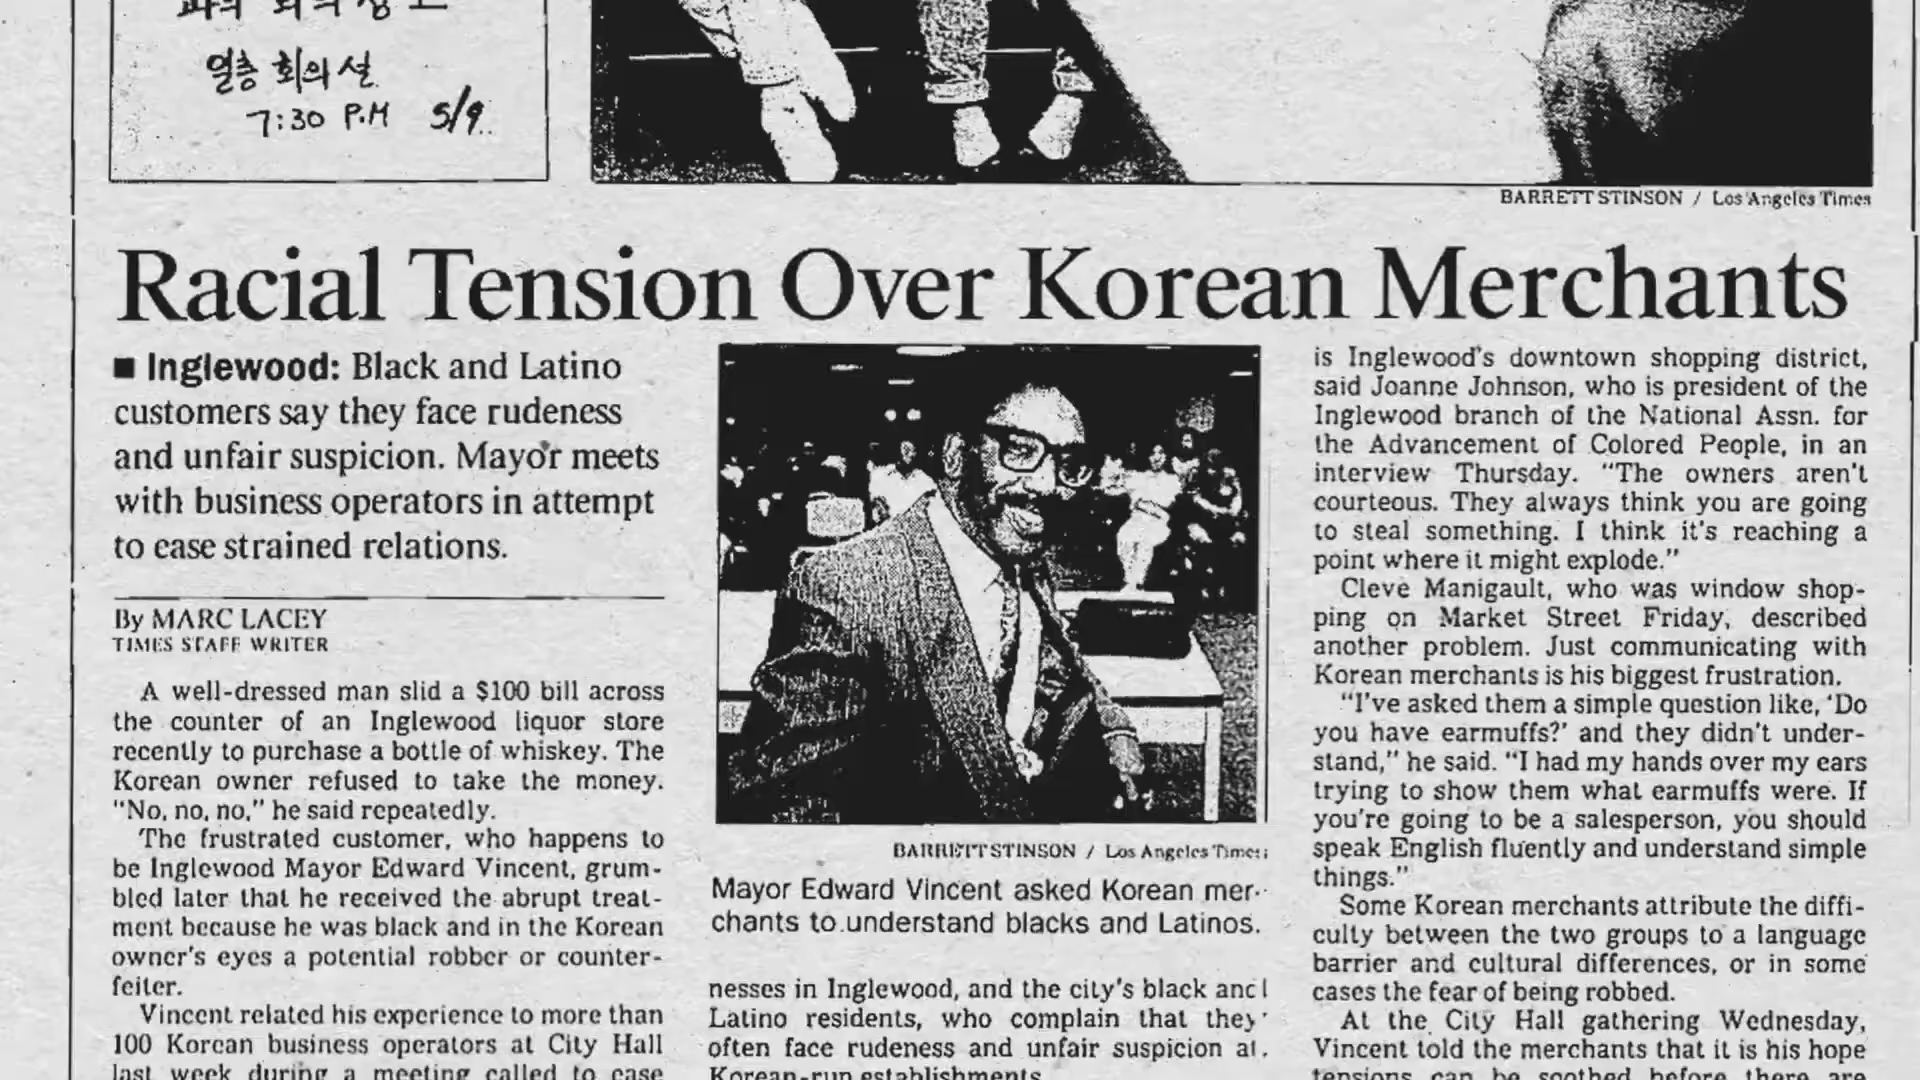 열층 회의실
7:30 P.M 5/9
BARRETT STINSON / Los Angeles Times
Racial Tension Over Korean Merchants
■ Inglewood: Black and Latino
customers say they face rudeness
and unfair suspicion. Mayor meets
with business operators in attempt
to ease strained relations.
By MARC LACEY
TIMES STAFF WRITER
A well-dressed man slid a $100 bill across
the counter of an Inglewood liquor store
recently to purchase a bottle of whiskey. The
Korean owner refused to take the money.
"No, no, no," he said repeatedly.
The frustrated customer, who happens to
be Inglewood Mayor Edward Vincent, grum-
bled later that he received the abrupt treat-
ment because he was black and in the Korean
owner's eyes a potential robber or counter-
feiter.
Vincent related his experience to more than
100 Korean business operators at City Hall
last week during a meeting called to ease
BARRETT STINSON / Los Angeles Times
Mayor Edward Vincent asked Korean mer-
chants to understand blacks and Latinos.
nesses in Inglewood, and the city's black and
Latino residents, who complain that they
often face rudeness and unfair suspicion at
Korean-run establishments.
is Inglewood's downtown shopping district,
said Joanne Johnson, who is president of the
Inglewood branch of the National Assn. for
the Advancement of Colored People, in an
interview Thursday. "The owners aren't
courteous. They always think you are going
to steal something. I think it's reaching a
point where it might explode."
Cleve Manigault, who was window shop-
ping on Market Street Friday, described
another problem. Just communicating with
Korean merchants is his biggest frustration.
"I've asked them a simple question like, 'Do
you have earmuffs?' and they didn't under-
stand," he said. "I had my hands over my ears
trying to show them what earmuffs were. If
you're going to be a salesperson, you should
speak English fluently and understand simple
things."
Some Korean merchants attribute the diffi-
culty between the two groups to a language
barrier and cultural differences, or in some
cases the fear of being robbed.
At the City Hall gathering Wednesday,
Vincent told the merchants that it is his hope
tensions can be soothed before there are